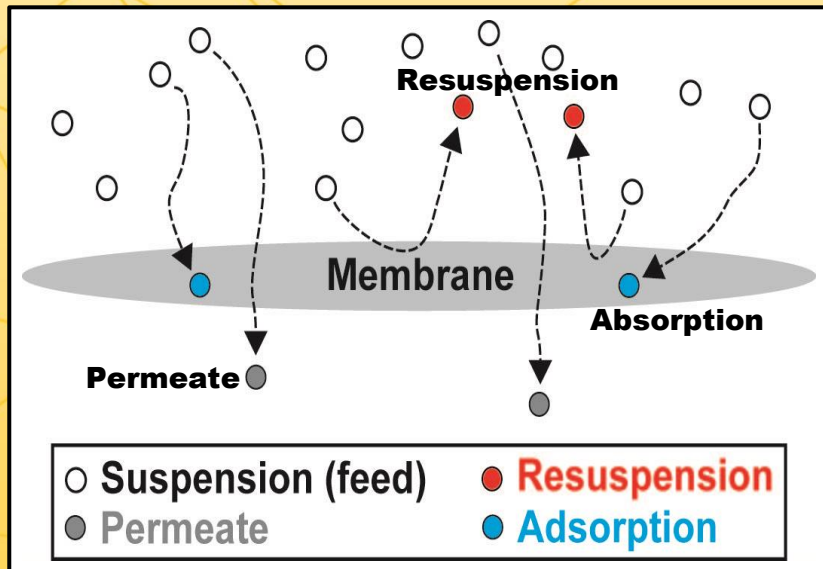 Resuspension
Membrane
Absorption
Permeate
Suspension (feed)
Resuspension
Permeate
Adsorption